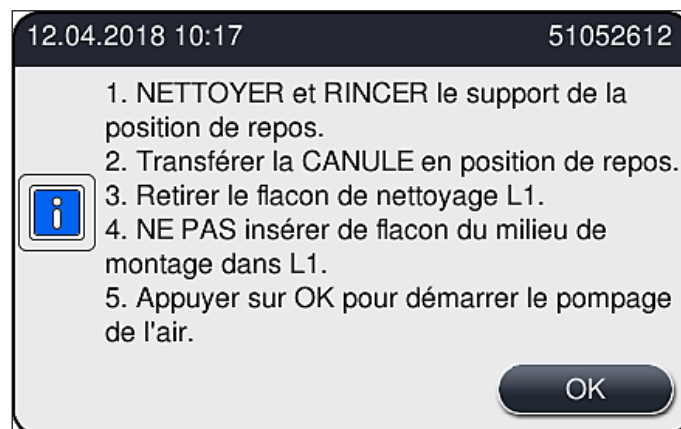 12.04.2018 10:17 51052612
1. NETTOYER et RINCER le support de la
position de repos.
2. Transférer la CANULE en position de repos.
3. Retirer le flacon de nettoyage L1.
4. NE PAS insérer de flacon du milieu de
montage dans L1.
5. Appuyer sur OK pour démarrer le pompage
de l'air.
OK